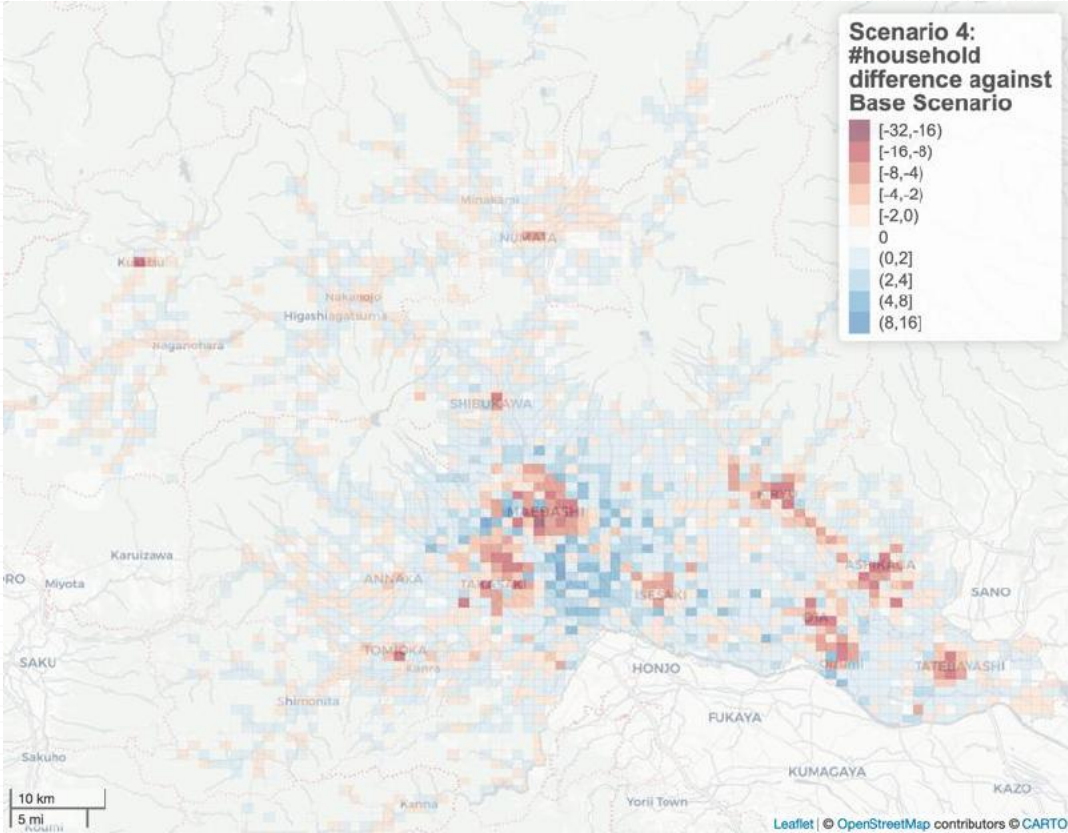 Scenario 4:
#household
difference against
Base Scenario
[-32,-16)
[-16,-8)
[-8,-4)
[-4,-2)
[-2,0)
0
(0,2]
(2,4]
(4,8]
(8,16]
Minakami
NUMATA
Nakanojo
Higashiagatsuma
Naganohara
SHIBUKAWA
MAEBASHI
KIRYU
Karuizawa
Miyota
ANNAKA
TAKASAKI
ISESAKI
ASHIKAGA
SANO
SAKU
TOMIOKA
Kanra
HONJO
TATEBAYASHI
Shimonita
FUKAYA
Sakuho
KUMAGAYA
KAZO
Kanna
Yorii Town
10 km
5 mi
Koumi
Leaflet | © OpenStreetMap contributors © CARTO